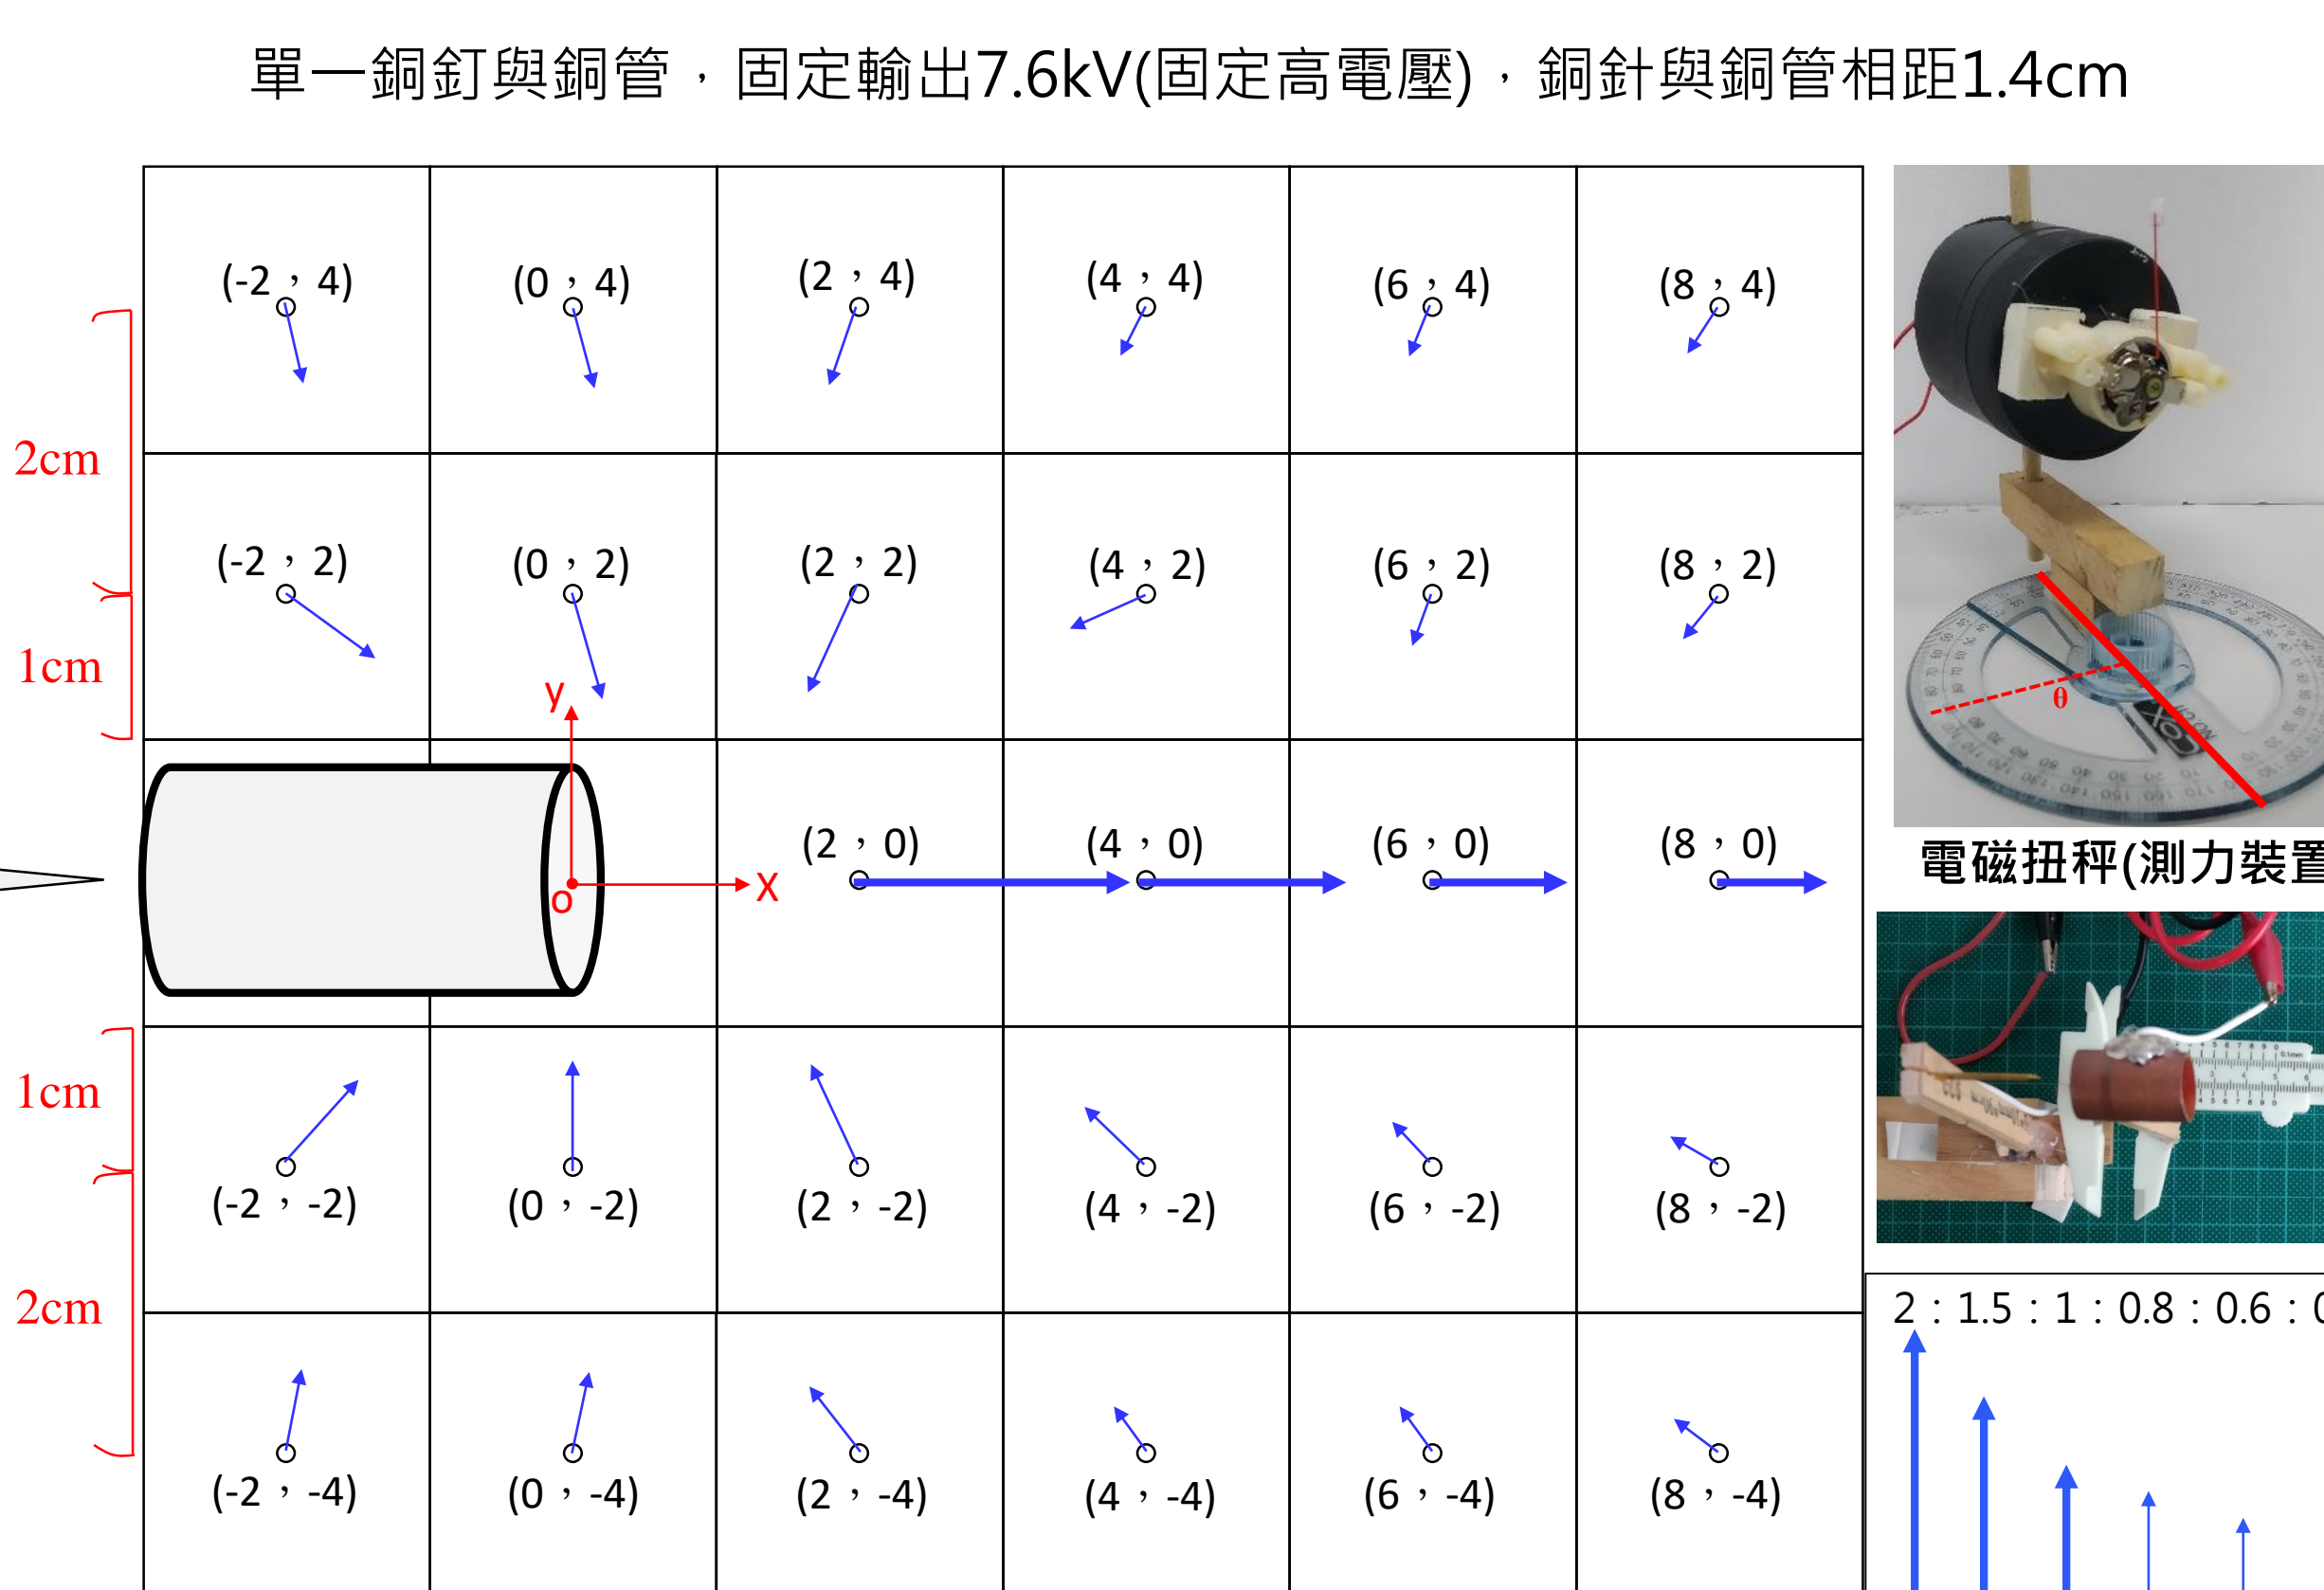 單一銅釘與銅管，固定輸出7.6kV(固定高電壓)，銅針與銅管相距1.4cm
(-2，4)
(0，4)
(2，4)
(4，4)
(6，4)
(8，4)
2cm
(-2，2)
(0，2)
(2，2)
(4，2)
(6，2)
(8，2)
1cm
y
θ
(2，0)
(4，0)
(6，0)
(8，0)
電磁扭秤(測力裝置
X
o
1cm
(-2，-2)
(0，-2)
(2，-2)
(4，-2)
(6，-2)
(8，-2)
2cm
2：1.5：1：0.8：0.6：0
(-2，-4)
(0，-4)
(2，-4)
(4，-4)
(6，-4)
(8，-4)